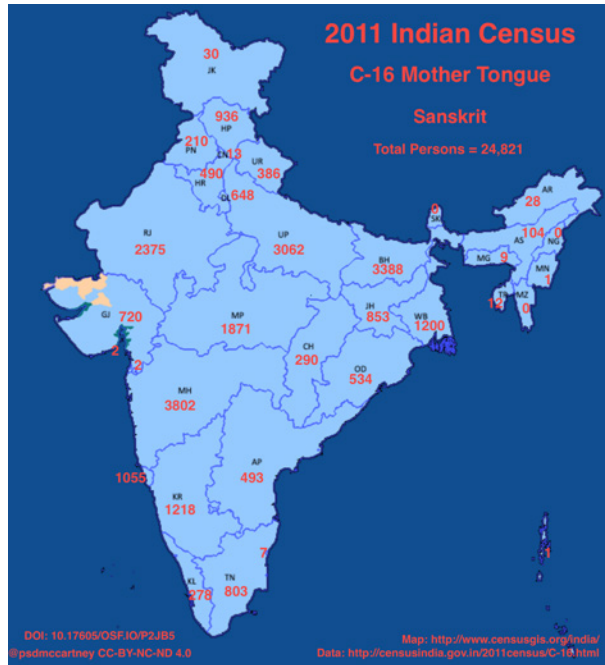 2011 Indian Census
C-16 Mother Tongue
Sanskrit
Total Persons = 24,821
30
JK
936
HP
210
PN
13
490
HR
UR
386
DL
648
AR
28
8
SK
104
0
AS
NG
MG
9
MN
1
TR
12
MZ
0
RJ
2375
UP
3062
BH
3388
GJ
720
2
2
MP
1871
JH
853
WB
1200
CH
290
OD
534
MH
3802
1055
AP
493
KR
1218
7
1
KL
278
TN
803
DOI: 10.17605/OSF.IO/P2JB5
@psdmccartney CC-BY-NC-ND 4.0
Map: http://www.censusgis.org/india/
Data: http://censusindia.gov.in/2011census/C-16.html